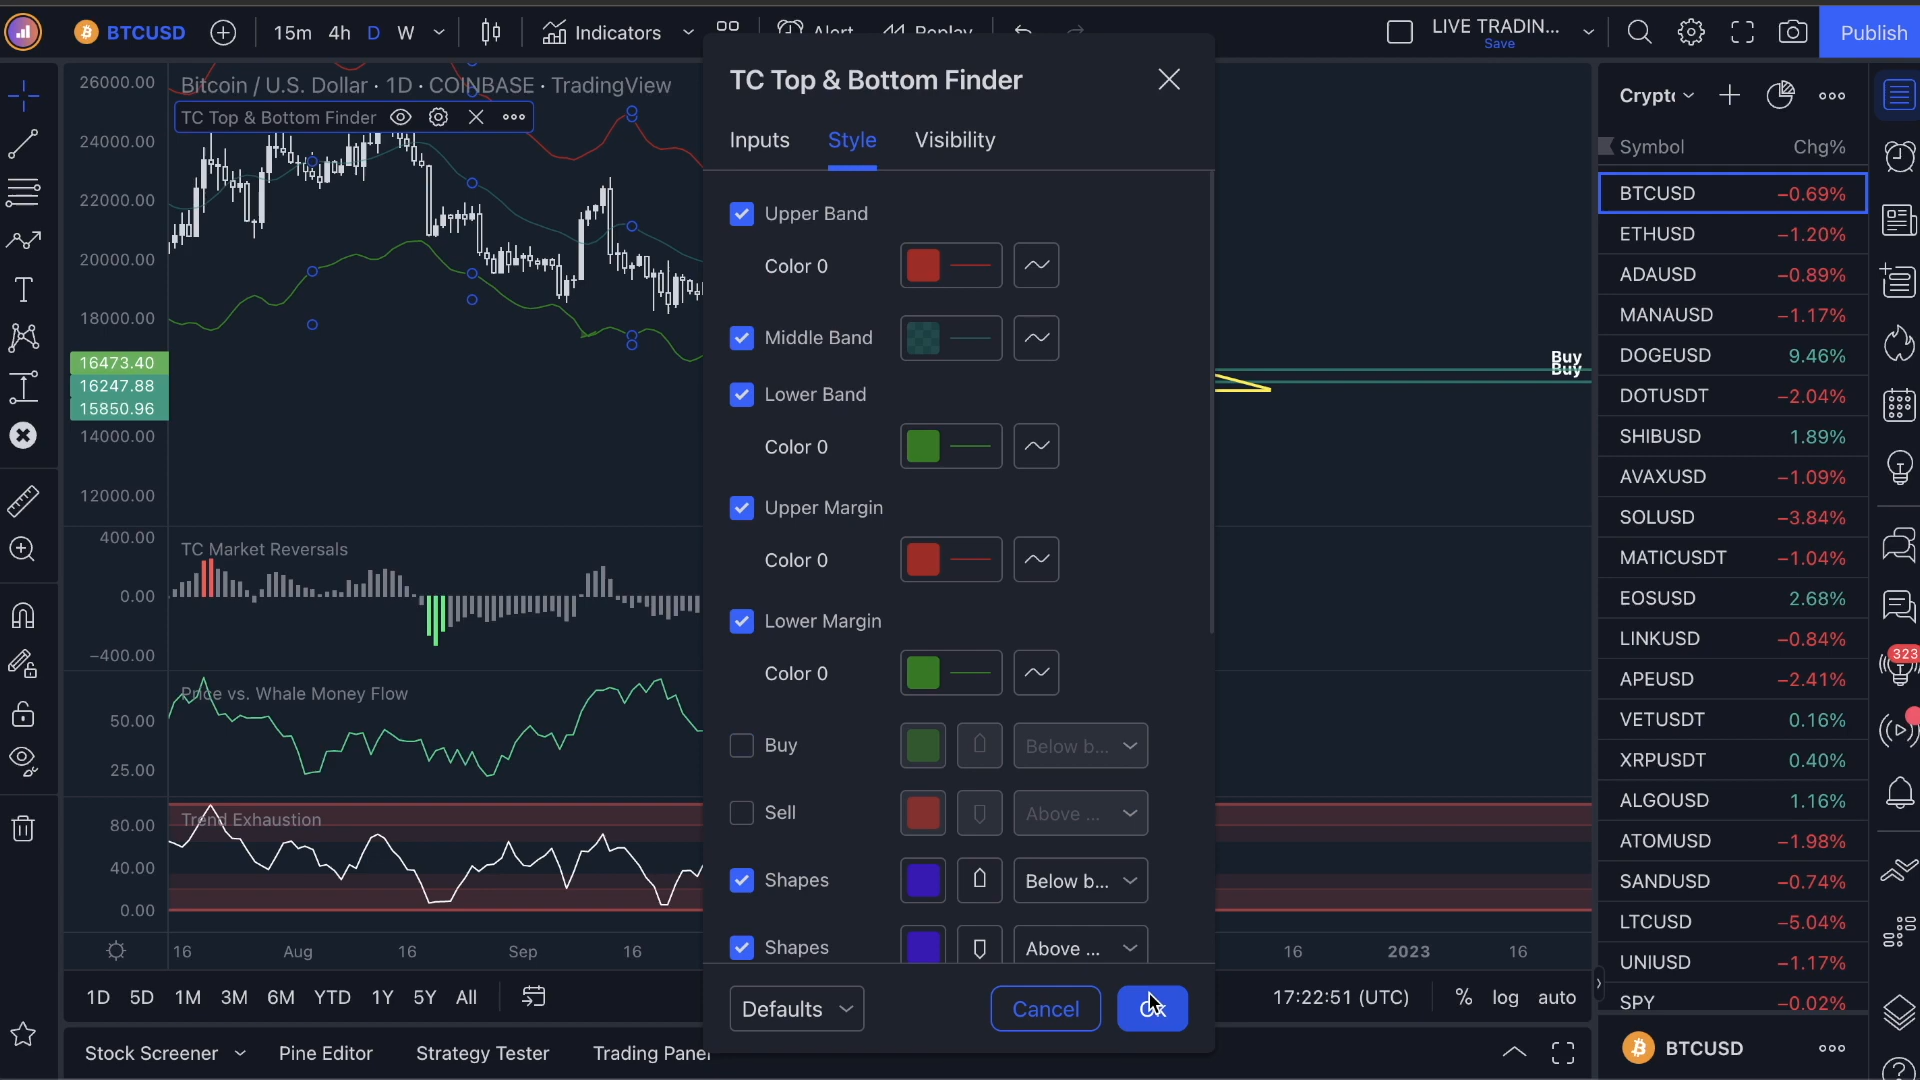 BTCUSD 15m 4h D W Indicators Alert Replay LIVE TRADIN... Save Publish
Bitcoin / U.S. Dollar · 1D · COINBASE · TradingView
TC Top & Bottom Finder
26000.00
24000.00
22000.00
20000.00
18000.00
16473.40
16247.88
15850.96
14000.00
12000.00
Buy
Buy
TC Market Reversals
400.00
0.00
−400.00
Price vs. Whale Money Flow
50.00
25.00
Trend Exhaustion
80.00
40.00
0.00
16 Aug 16 Sep 16 16 2023 16
1D 5D 1M 3M 6M YTD 1Y 5Y All 17:22:51 (UTC) % log auto
Stock Screener Pine Editor Strategy Tester Trading Panel
TC Top & Bottom Finder
Inputs Style Visibility
Upper Band
Color 0
Middle Band
Lower Band
Color 0
Upper Margin
Color 0
Lower Margin
Color 0
Buy Below b...
Sell Above ...
Shapes Below b...
Shapes Above ...
Defaults Cancel Ok
Crypto
Symbol Chg%
BTCUSD −0.69%
ETHUSD −1.20%
ADAUSD −0.89%
MANAUSD −1.17%
DOGEUSD 9.46%
DOTUSDT −2.04%
SHIBUSD 1.89%
AVAXUSD −1.09%
SOLUSD −3.84%
MATICUSDT −1.04%
EOSUSD 2.68%
LINKUSD −0.84%
APEUSD −2.41%
VETUSDT 0.16%
XRPUSDT 0.40%
ALGOUSD 1.16%
ATOMUSD −1.98%
SANDUSD −0.74%
LTCUSD −5.04%
UNIUSD −1.17%
SPY −0.02%
BTCUSD
323